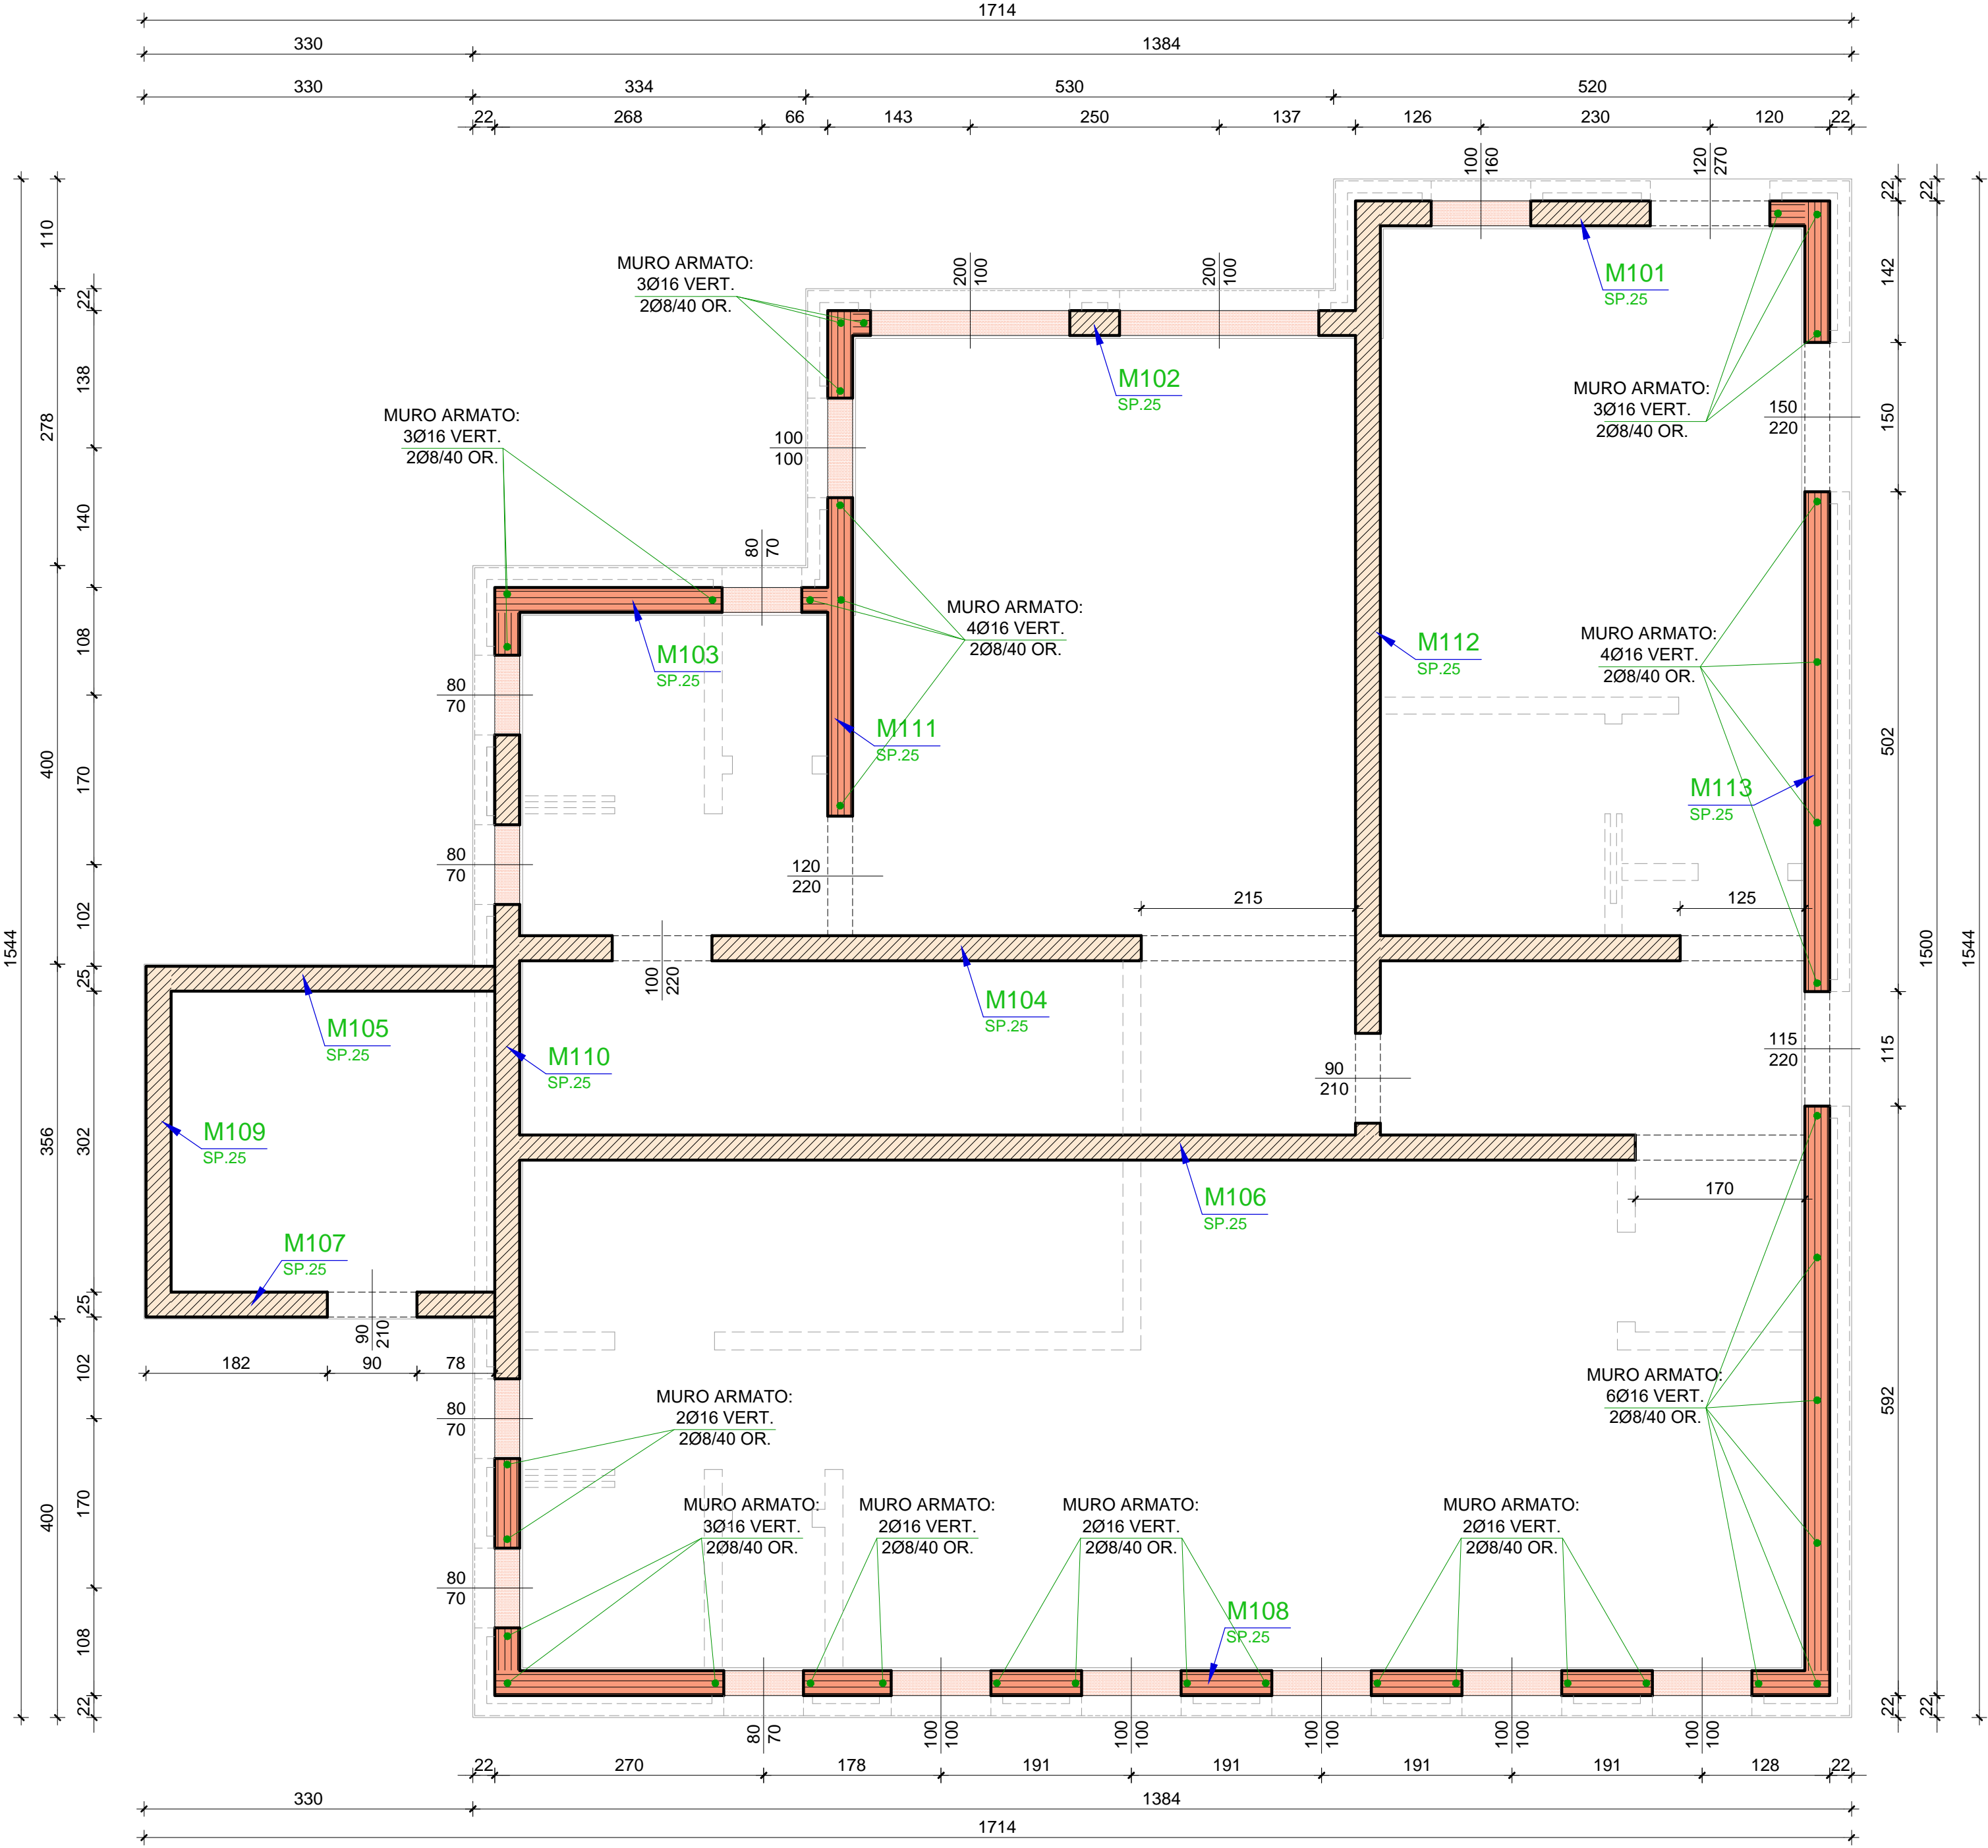 1714
330
1384
330
334
530
520
22
268
66
143
250
137
126
230
120
22
100
160
120
270
22
22
110
142
MURO ARMATO:
3Ø16 VERT.
2Ø8/40 OR.
200
100
200
100
M101
SP.25
22
138
278
M102
SP.25
MURO ARMATO:
3Ø16 VERT.
2Ø8/40 OR.
150
220
150
MURO ARMATO:
3Ø16 VERT.
2Ø8/40 OR.
100
100
140
80
70
108
MURO ARMATO:
4Ø16 VERT.
2Ø8/40 OR.
M103
SP.25
M112
SP.25
MURO ARMATO:
4Ø16 VERT.
2Ø8/40 OR.
80
70
M111
SP.25
502
400
170
M113
SP.25
80
70
120
220
215
125
102
1544
1500
1544
25
100
220
M104
SP.25
M105
SP.25
M110
SP.25
115
220
115
90
210
356
302
M109
SP.25
M106
SP.25
170
M107
SP.25
25
90
210
182
90
78
102
MURO ARMATO:
6Ø16 VERT.
2Ø8/40 OR.
592
80
70
MURO ARMATO:
2Ø16 VERT.
2Ø8/40 OR.
400
170
MURO ARMATO:
3Ø16 VERT.
2Ø8/40 OR.
MURO ARMATO:
2Ø16 VERT.
2Ø8/40 OR.
MURO ARMATO:
2Ø16 VERT.
2Ø8/40 OR.
MURO ARMATO:
2Ø16 VERT.
2Ø8/40 OR.
80
70
M108
SP.25
108
22
22
22
80
70
100
100
100
100
100
100
100
100
100
100
22
270
178
191
191
191
191
128
22
330
1384
1714